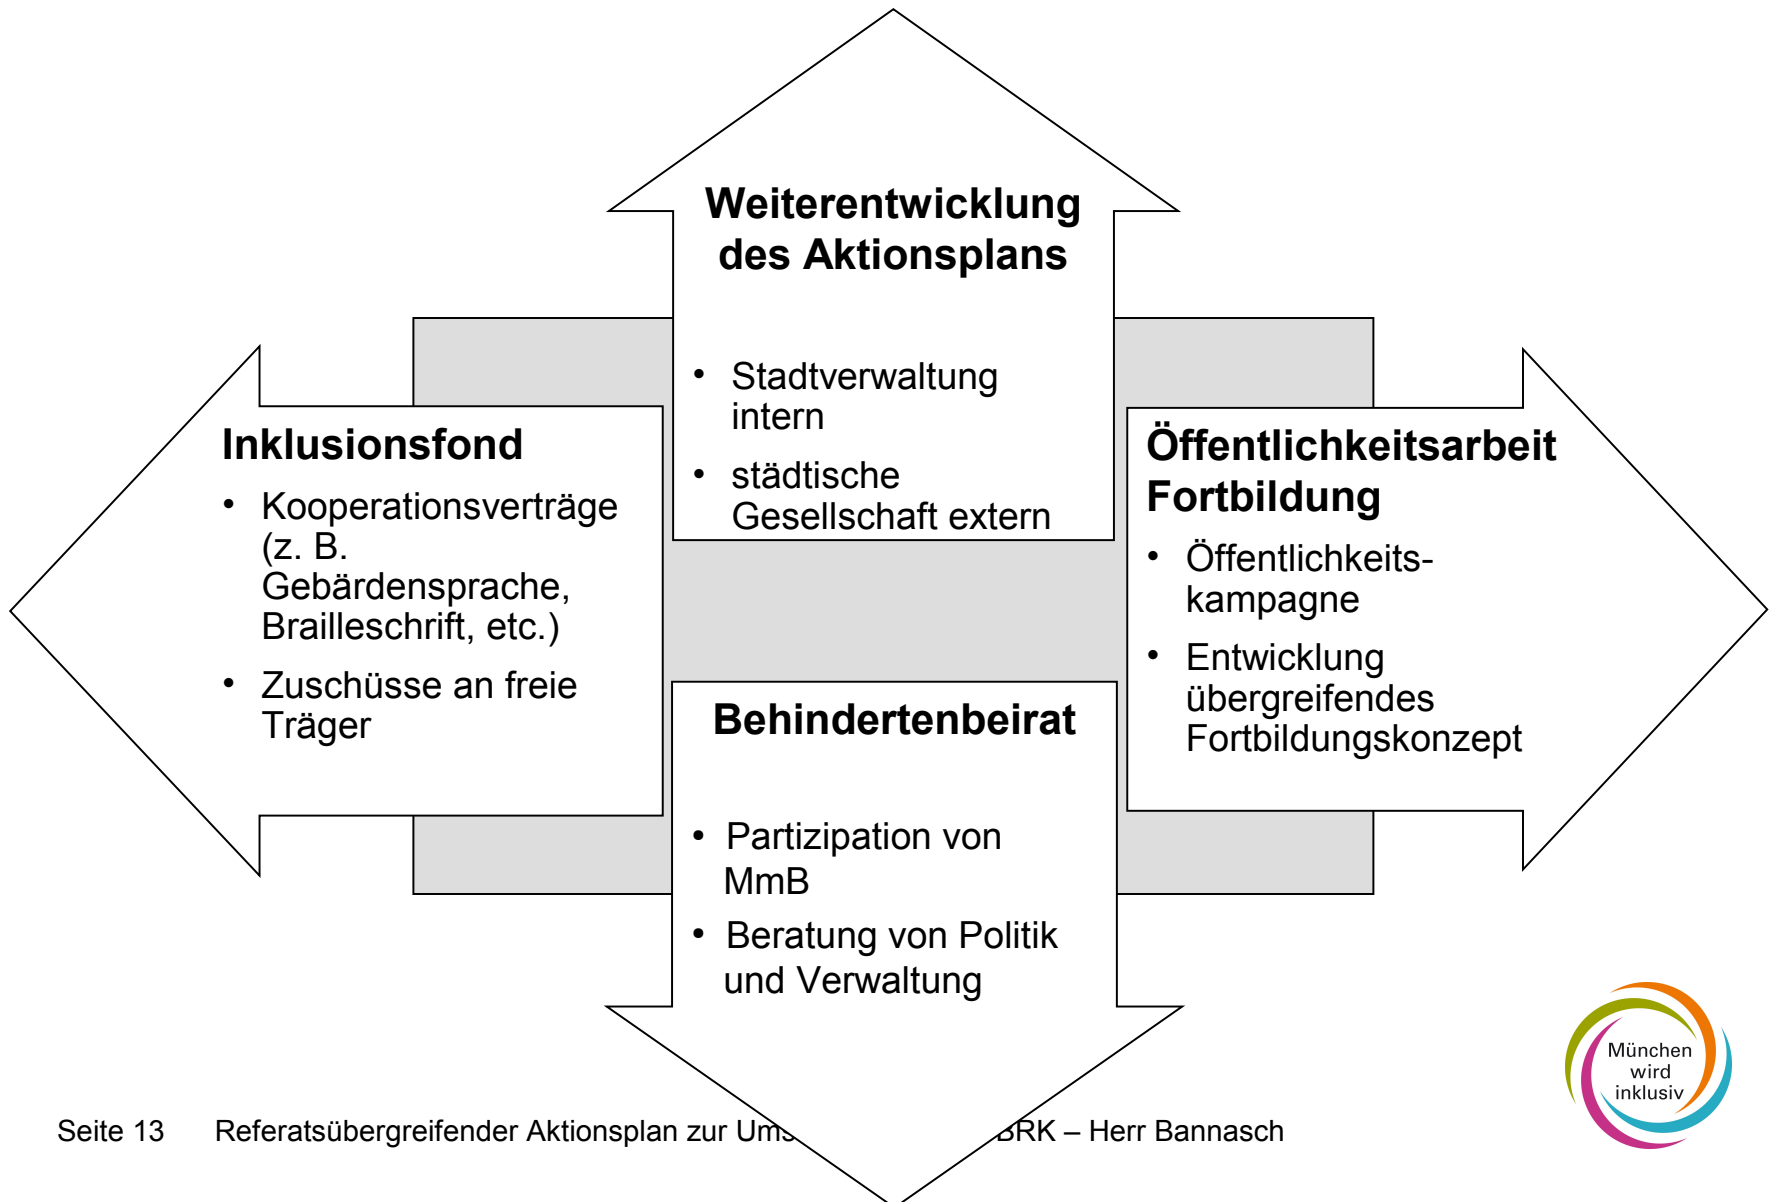 Weiterentwicklung
des Aktionsplans
• Stadtverwaltung
intern
• städtische
Gesellschaft extern
Inklusionsfond
• Kooperationsverträge
(z. B.
Gebärdensprache,
Brailleschrift, etc.)
• Zuschüsse an freie
Träger
Öffentlichkeitsarbeit
Fortbildung
• Öffentlichkeits-
kampagne
• Entwicklung
übergreifendes
Fortbildungskonzept
Behindertenbeirat
• Partizipation von
MmB
• Beratung von Politik
und Verwaltung
München
wird
inklusiv
Seite 13 Referatsübergreifender Aktionsplan zur – Herr Bannasch